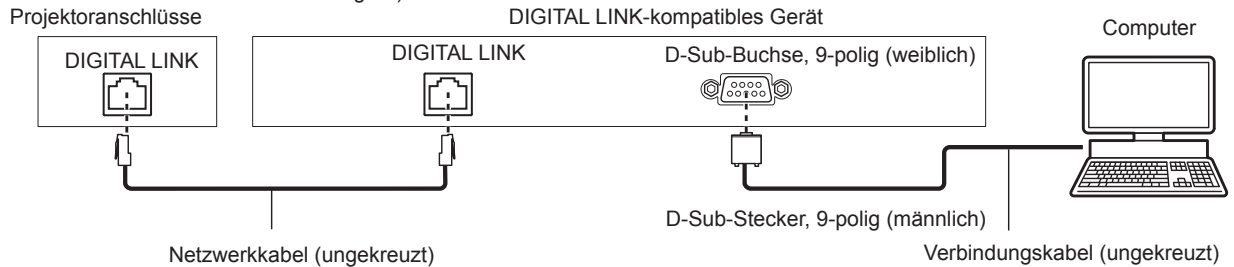 Projektoranschlüsse
DIGITAL LINK-kompatibles Gerät
Computer
DIGITAL LINK
DIGITAL LINK
D-Sub-Buchse, 9-polig (weiblich)
D-Sub-Stecker, 9-polig (männlich)
Netzwerkkabel (ungekreuzt)
Verbindungskabel (ungekreuzt)